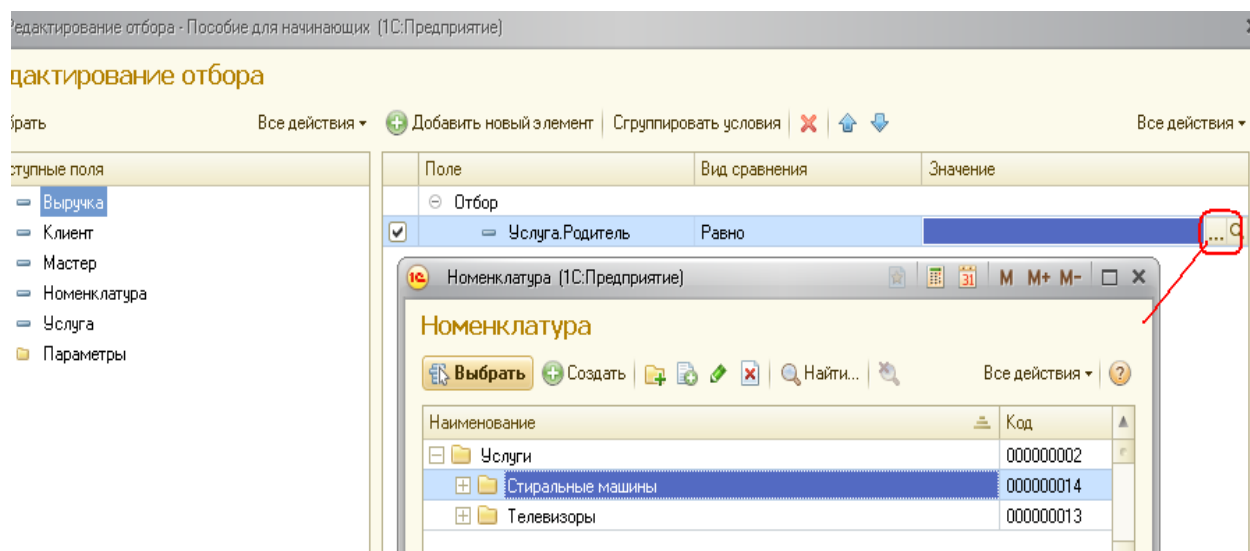 Редактирование отбора - Пособие для начинающих (1С:Предприятие)
дактирование отбора
брать Все действия Добавить новый элемент Сгруппировать условия Все действия
ступные поля Поле Вид сравнения Значение
Выручка Отбор
Клиент Услуга.Родитель Равно ...
Мастер 1С Номенклатура (1С:Предприятие) 31 M M+ M-
Номенклатура
Услуга Номенклатура
Параметры Выбрать Создать Найти... Все действия ?
Наименование Код
Услуги 000000002
Стиральные машины 000000014
Телевизоры 000000013